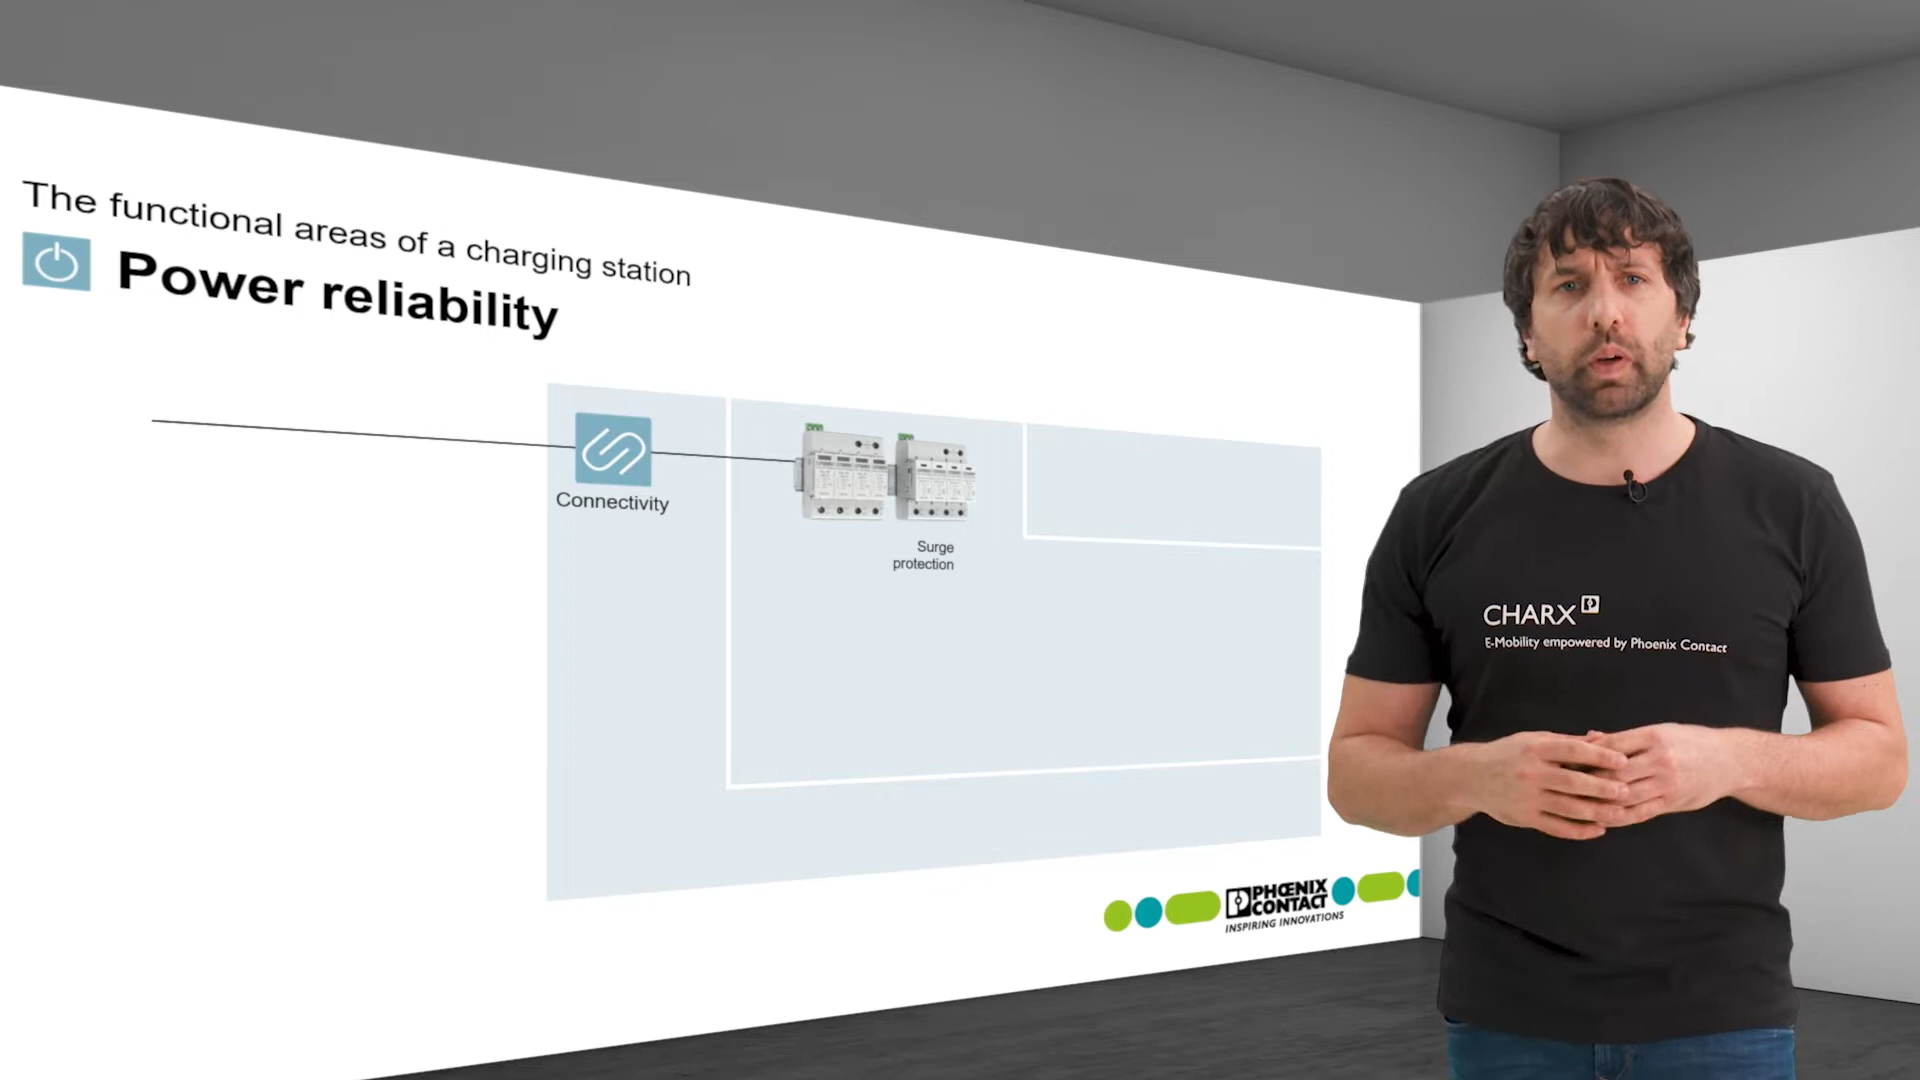 The functional areas of a charging station
Power reliability
Connectivity
Surge
protection
CHARX
E-Mobility empowered by Phoenix Contact
PHŒNIX
CONTACT
INSPIRING INNOVATIONS